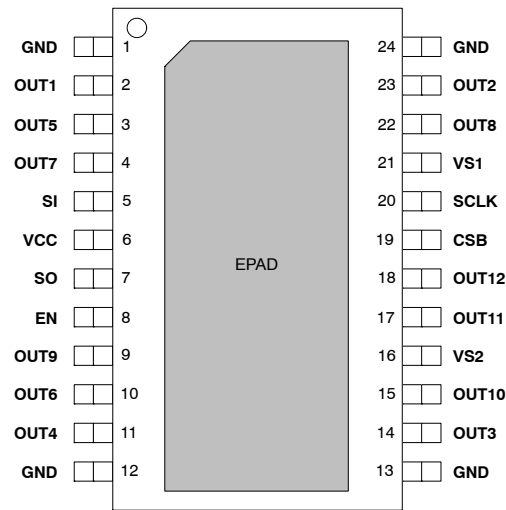 GND 1 24 GND
OUT1 2 23 OUT2
OUT5 3 22 OUT8
OUT7 4 21 VS1
SI 5 20 SCLK
VCC 6 19 CSB
EPAD
SO 7 18 OUT12
EN 8 17 OUT11
OUT9 9 16 VS2
OUT6 10 15 OUT10
OUT4 11 14 OUT3
GND 12 13 GND